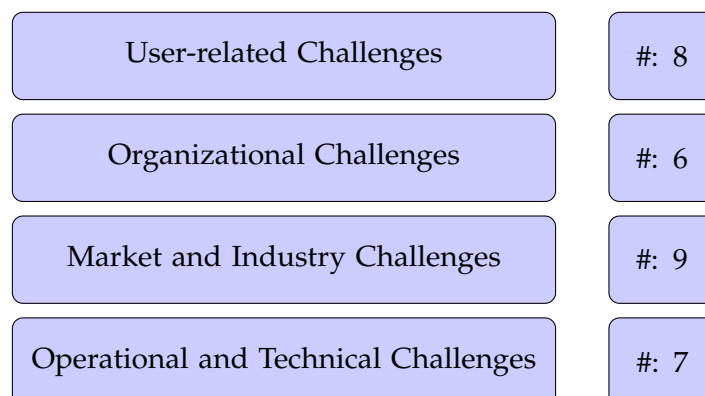 User-related Challenges #: 8
Organizational Challenges #: 6
Market and Industry Challenges #: 9
Operational and Technical Challenges #: 7